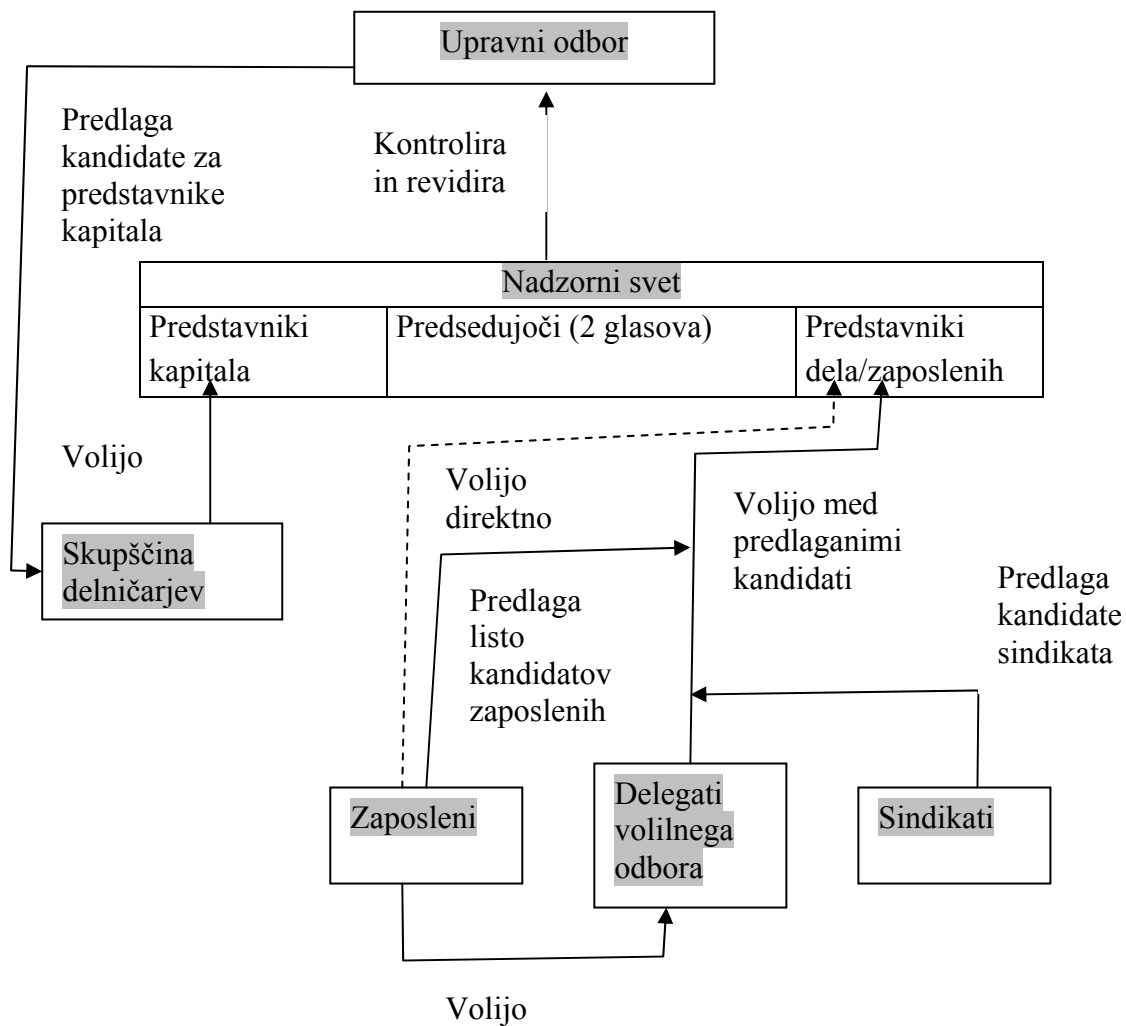 Upravni odbor
Predlaga
kandidate za
predstavnike
kapitala
Kontrolira
in revidira
Nadzorni svet
Predstavniki
kapitala
Predsedujoči (2 glasova)
Predstavniki
dela/zaposlenih
Volijo
Volijo
direktno
Volijo med
predlaganimi
kandidati
Skupščina
delničarjev
Predlaga
listo
kandidatov
zaposlenih
Predlaga
kandidate
sindikata
Zaposleni
Delegati
volilnega
odbora
Sindikati
Volijo